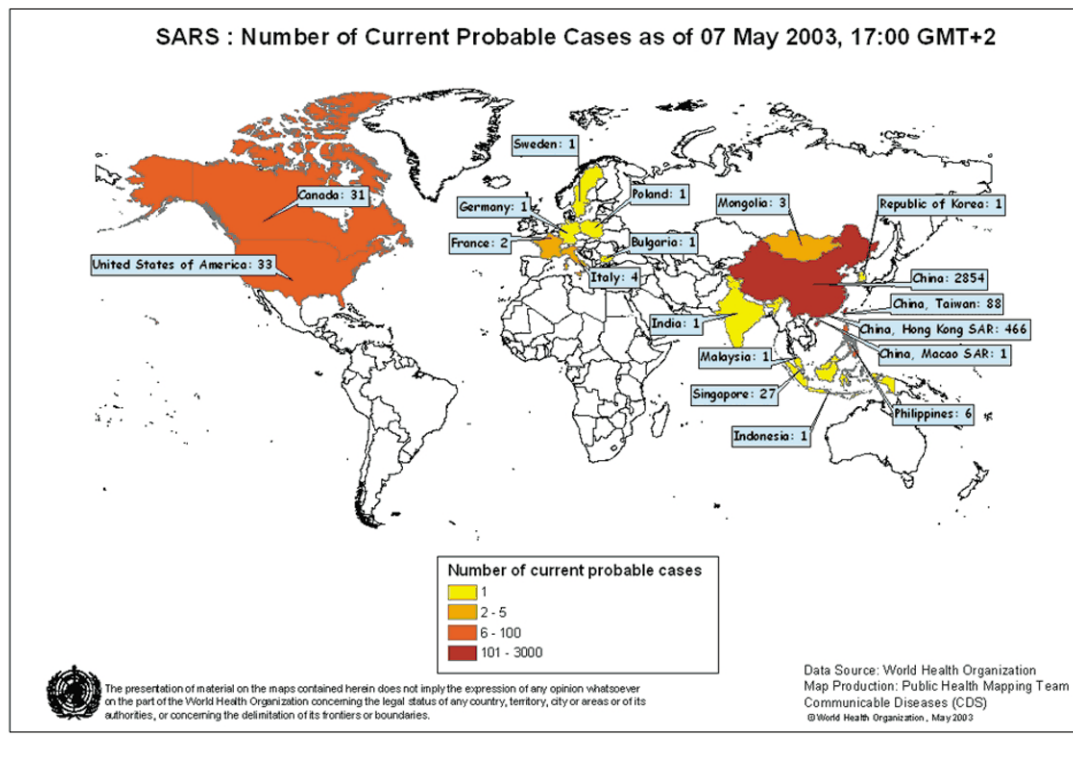 SARS : Number of Current Probable Cases as of 07 May 2003, 17:00 GMT+2
Sweden: 1
Canada: 31
Germany: 1
Poland: 1
Mongolia: 3
Republic of Korea: 1
France: 2
Bulgaria: 1
United States of America: 33
Italy: 4
China: 2854
China, Taiwan: 88
India: 1
China, Hong Kong SAR: 466
Malaysia: 1
China, Macao SAR: 1
Singapore: 27
Philippines: 6
Indonesia: 1
Number of current probable cases
1
2 - 5
6 - 100
101 - 3000
The presentation of material on the maps contained herein does not imply the expression of any opinion whatsoever
on the part of the World Health Organization concerning the legal status of any country, territory, city or areas or of its
authorities, or concerning the delimitation of its frontiers or boundaries.
Data Source: World Health Organization
Map Production: Public Health Mapping Team
Communicable Diseases (CDS)
© World Health Organization, May 2003